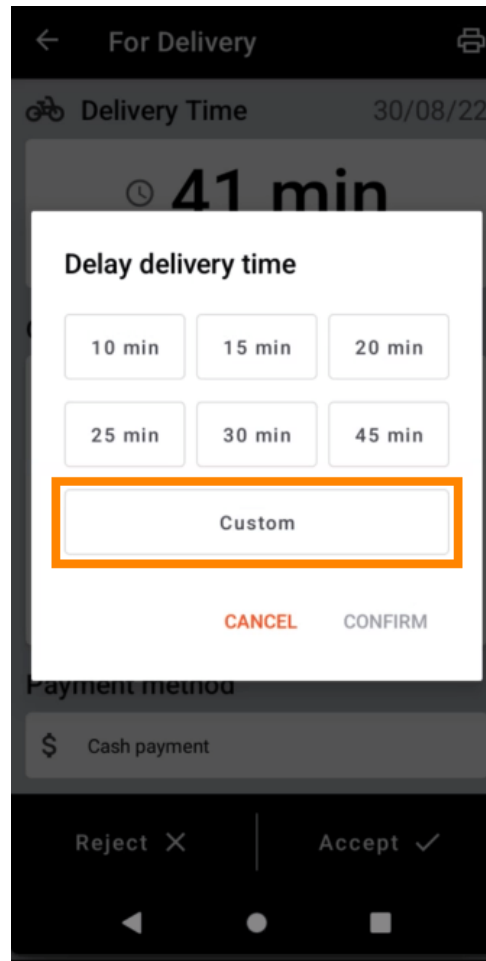 For Delivery
Delivery Time 30/08/22
41 min
Delay delivery time
10 min 15 min 20 min
25 min 30 min 45 min
Custom
CANCEL CONFIRM
Payment method
$ Cash payment
Reject Accept